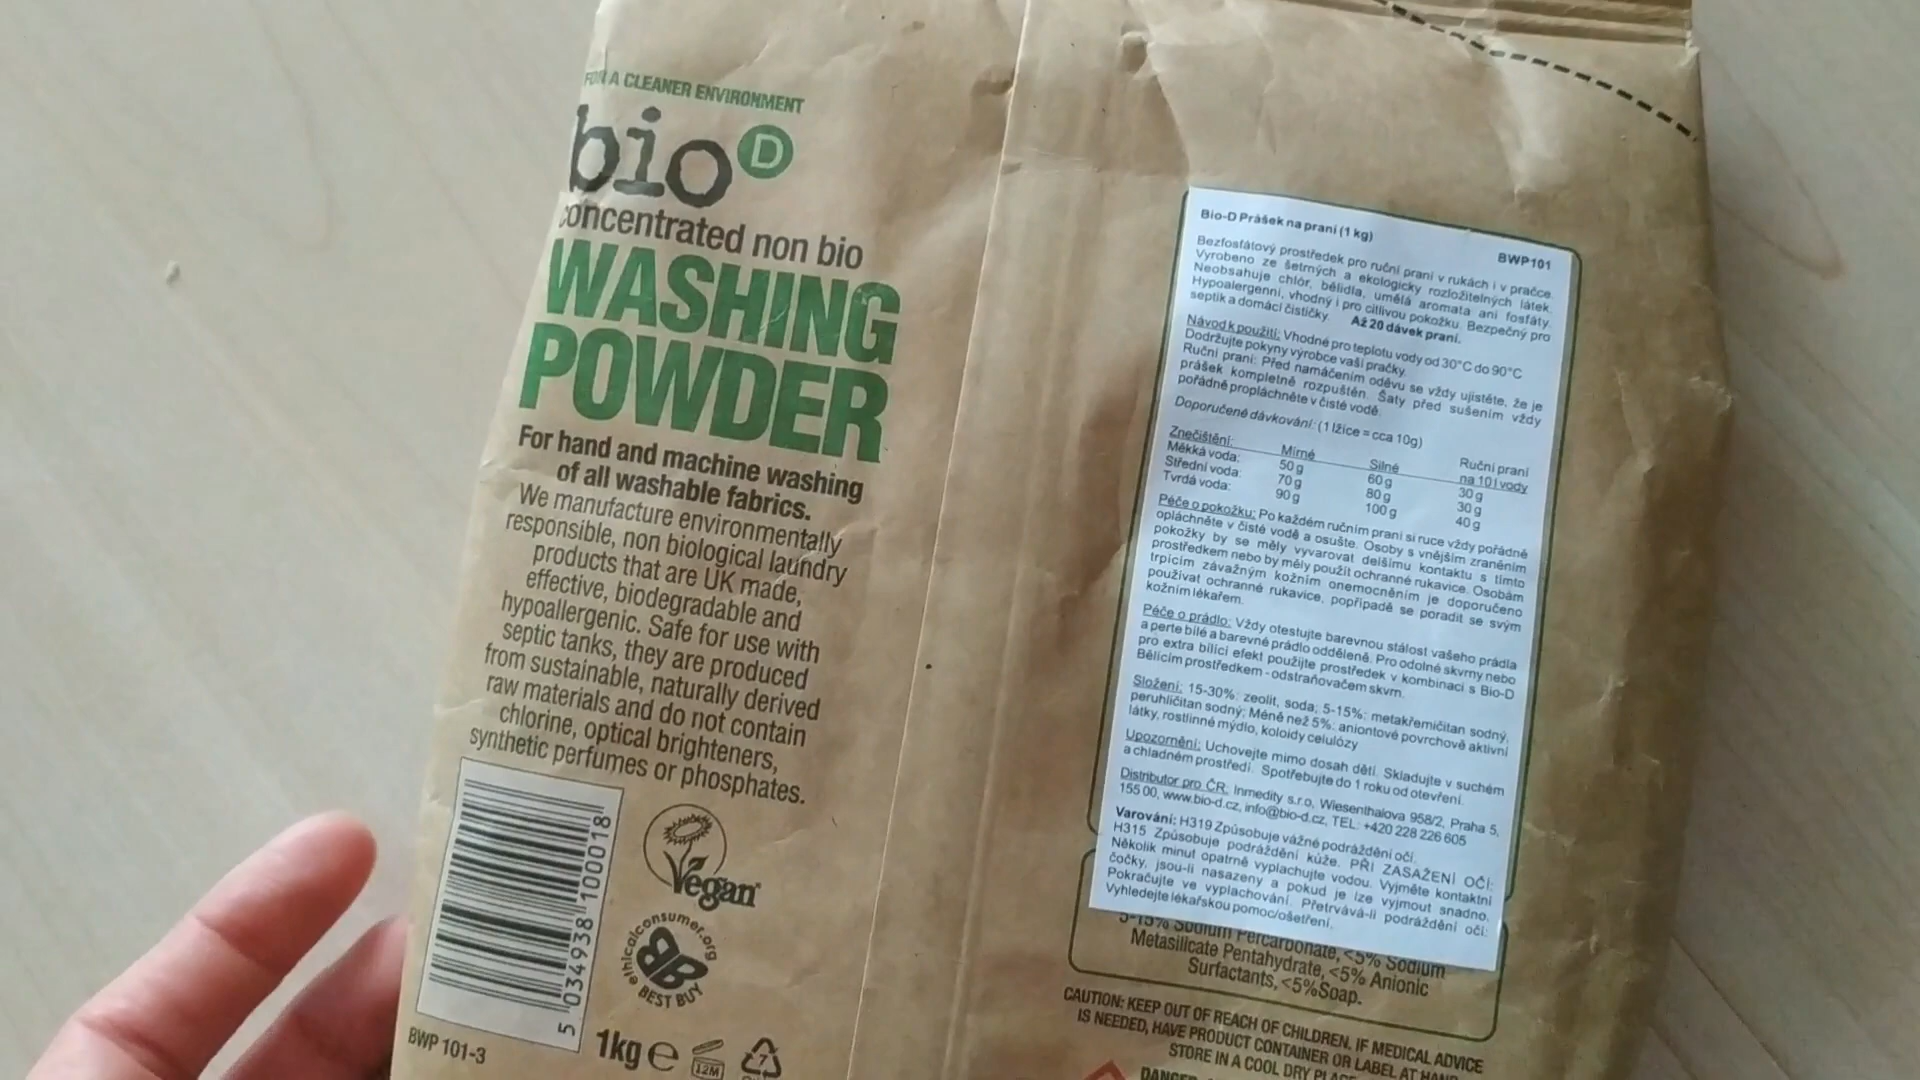 FOR A CLEANER ENVIRONMENT
bio D
concentrated non bio
WASHING
POWDER
For hand and machine washing
of all washable fabrics.
We manufacture environmentally
responsible, non biological laundry
products that are UK made,
effective, biodegradable and
hypoallergenic. Safe for use with
septic tanks, they are produced
from sustainable, naturally derived
raw materials and do not contain
chlorine, optical brighteners,
synthetic perfumes or phosphates.
5 034938 100018
Vegan
ethicalconsumer.org
BB
BEST BUY
BWP 101-3
1kg e
12M
7
Bio-D Prášek na praní (1 kg)
BWP101
Bezfosfátový prostředek pro ruční praní v rukách i v pračce.
Vyrobeno ze šetrných a ekologicky rozložitelných látek.
Neobsahuje chlór, bělidla, umělá aromata ani fosfáty.
Hypoalergenní, vhodný i pro citlivou pokožku. Bezpečný pro
septik a domácí čističky. Až 20 dávek praní.
Návod k použití: Vhodné pro teplotu vody od 30°C do 90°C
Dodržujte pokyny výrobce vaší pračky.
Ruční praní: Před namáčením oděvu se vždy ujistěte, že je
prášek kompletně rozpuštěn. Šaty před sušením vždy
pořádně propláchněte v čisté vodě.
Doporučené dávkování: (1 lžíce = cca 10g)
Znečištění: Mírné Silné Ruční praní
na 10 l vody
Měkká voda: 50 g 60 g 30 g
Střední voda: 70 g 80 g 30 g
Tvrdá voda: 90 g 100 g 40 g
Péče o pokožku: Po každém ručním praní si ruce vždy pořádně
opláchněte v čisté vodě a osušte. Osoby s vnějším zraněním
pokožky by se měly vyvarovat delšímu kontaktu s tímto
prostředkem nebo by měly použít ochranné rukavice. Osobám
trpícím závažným kožním onemocněním je doporučeno
používat ochranné rukavice, popřípadě se poradit se svým
kožním lékařem.
Péče o prádlo: Vždy otestujte barevnou stálost vašeho prádla
a perte bílé a barevné prádlo odděleně. Pro odolné skvrny nebo
pro extra bílící efekt použijte prostředek v kombinaci s Bio-D
Bělícím prostředkem - odstraňovačem skvrn.
Složení: 15-30%: zeolit, soda; 5-15%: metakřemičitan sodný,
peruhličitan sodný; Méně než 5%: aniontové povrchově aktivní
látky, rostlinné mýdlo, koloidy celulózy
Upozornění: Uchovejte mimo dosah dětí. Skladujte v suchém
a chladném prostředí. Spotřebujte do 1 roku od otevření.
Distributor pro ČR: Inmedity s.r.o, Wiesenthalova 958/2, Praha 5,
155 00, www.bio-d.cz, info@bio-d.cz, TEL: +420 228 226 605
Varování: H319 Způsobuje vážné podráždění očí.
H315 Způsobuje podráždění kůže. PŘI ZASAŽENÍ OČÍ:
Několik minut opatrně vyplachujte vodou. Vyjměte kontaktní
čočky, jsou-li nasazeny a pokud je lze vyjmout snadno.
Pokračujte ve vyplachování. Přetrvává-li podráždění očí:
Vyhledejte lékařskou pomoc/ošetření.
5-15% Sodium Percarbonate, <5% Sodium
Metasilicate Pentahydrate, <5% Anionic
Surfactants, <5%Soap.
CAUTION: KEEP OUT OF REACH OF CHILDREN. IF MEDICAL ADVICE
IS NEEDED, HAVE PRODUCT CONTAINER OR LABEL AT HAND
STORE IN A COOL DRY PLACE
DANGER